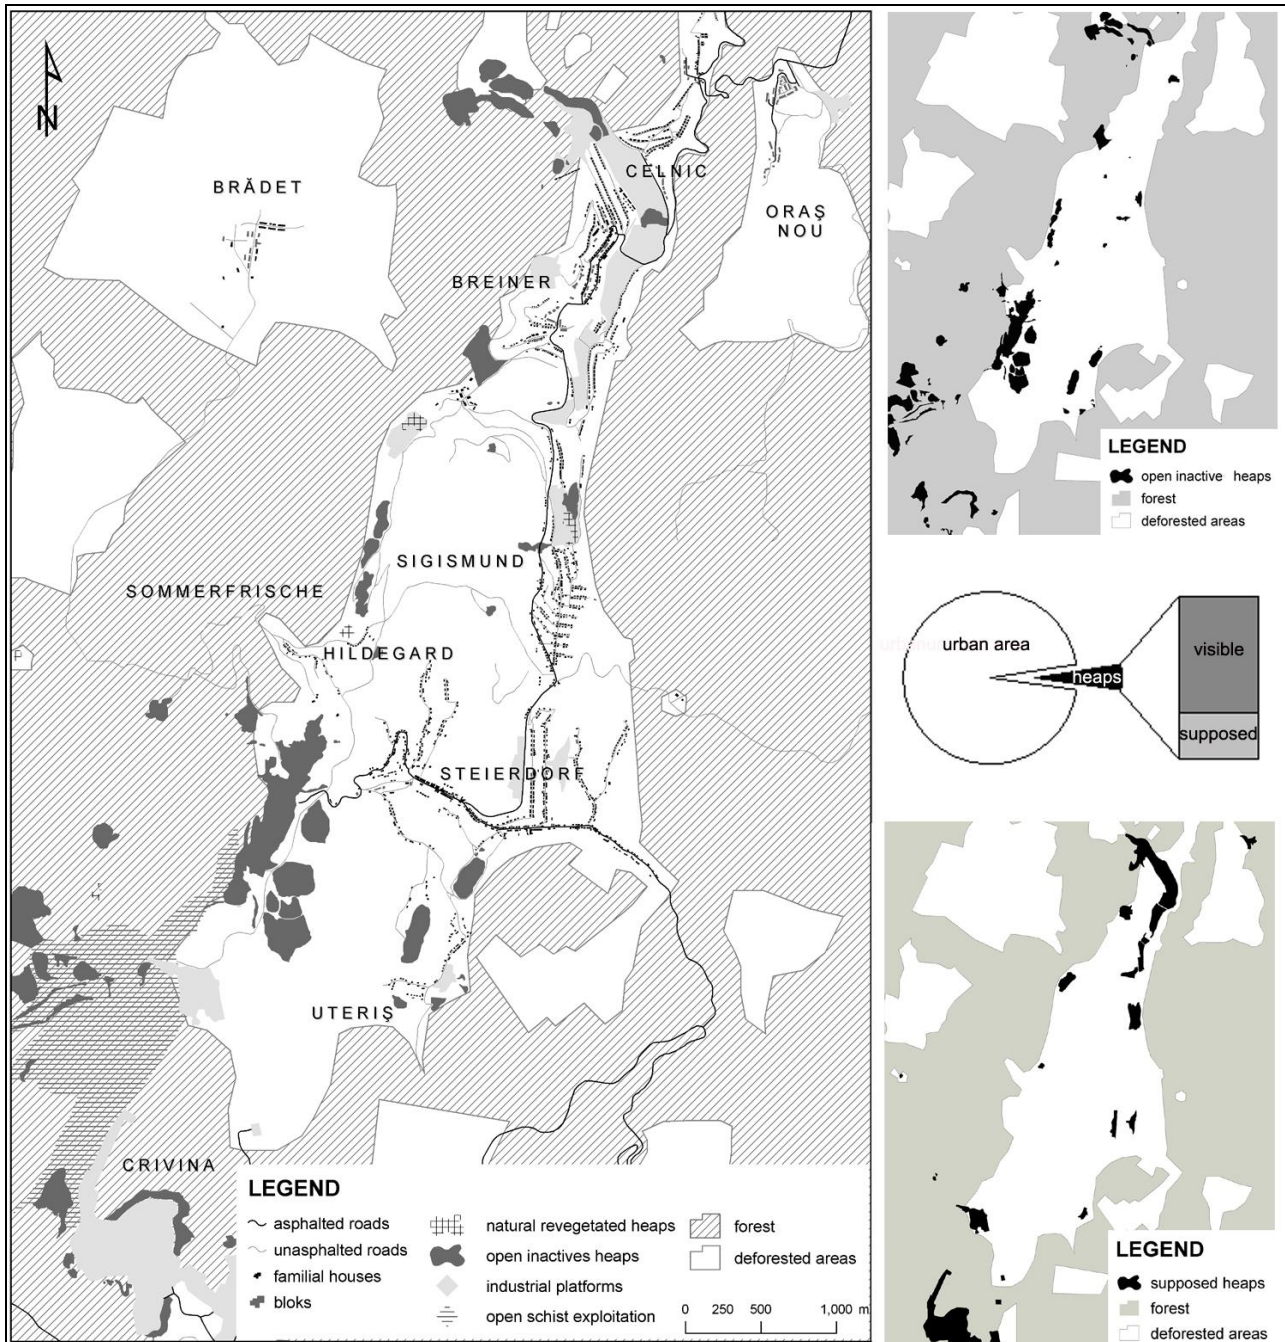 N
BRĂDET
CELNIC
ORAŞ
NOU
BREINER
SIGISMUND
SOMMERFRISCHE
HILDEGARD
STEIERDORF
UTERIŞ
CRIVINA
LEGEND
asphalted roads
unasphalted roads
familial houses
bloks
natural revegetated heaps
open inactives heaps
industrial platforms
open schist exploitation
forest
deforested areas
0 250 500 1,000 m
LEGEND
open inactive heaps
forest
deforested areas
urban area
heaps
visible
supposed
LEGEND
supposed heaps
forest
deforested areas